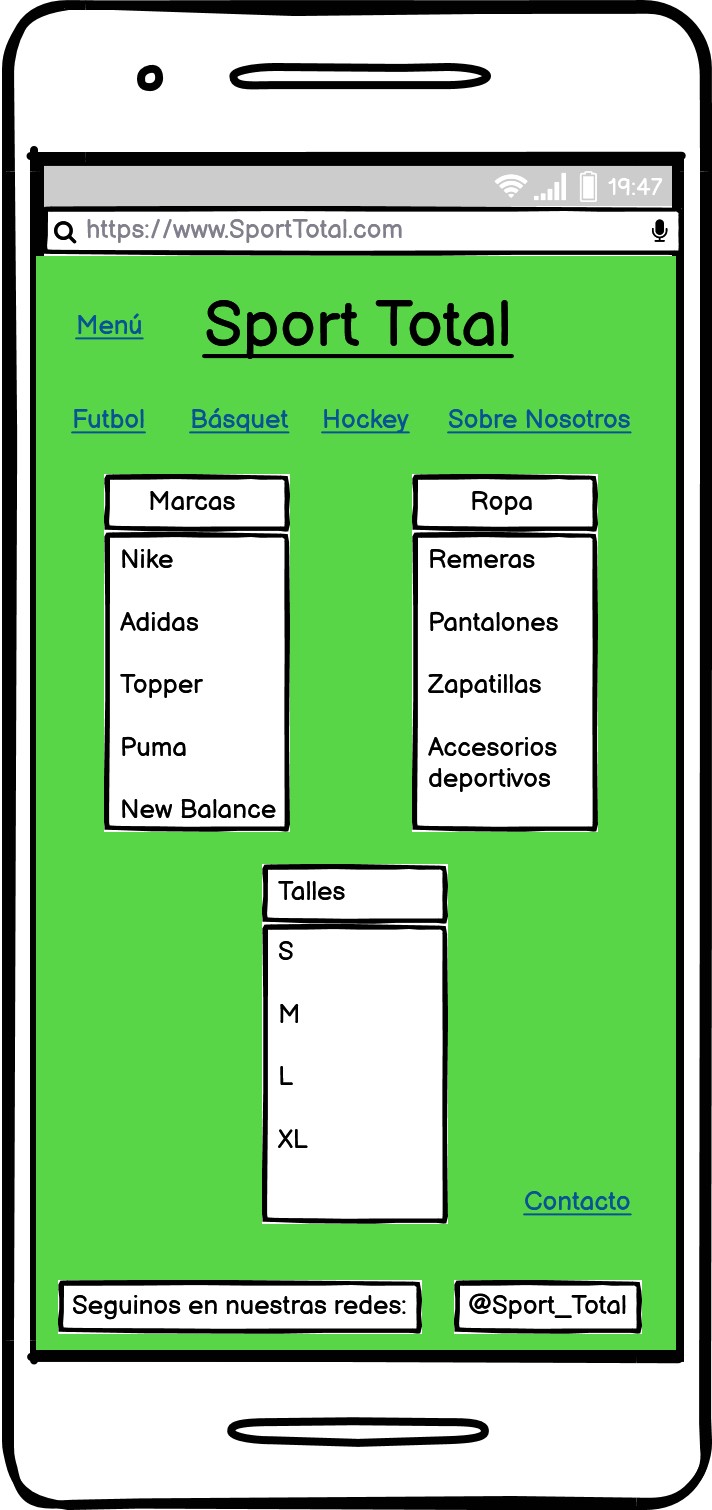 19:47
https://www.SportTotal.com
Menú
Sport Total
Futbol Básquet Hockey Sobre Nosotros
Marcas
Nike
Adidas
Topper
Puma
New Balance
Ropa
Remeras
Pantalones
Zapatillas
Accesorios
deportivos
Talles
S
M
L
XL
Contacto
Seguinos en nuestras redes:
@Sport_Total